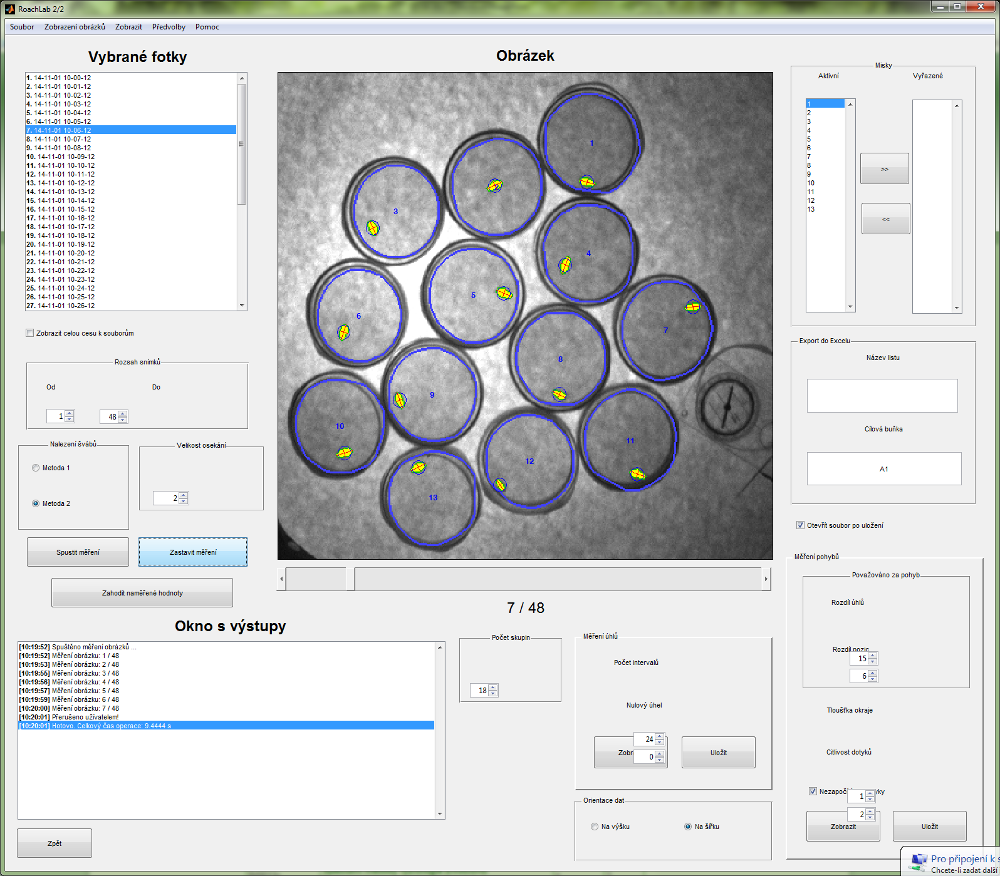 RoachLab 2/2
Soubor Zobrazení obrázků Zobrazit Předvolby Pomoc
Vybrané fotky
1. 14-11-01 10-00-12
2. 14-11-01 10-01-12
3. 14-11-01 10-02-12
4. 14-11-01 10-03-12
5. 14-11-01 10-04-12
6. 14-11-01 10-05-12
7. 14-11-01 10-06-12
8. 14-11-01 10-07-12
9. 14-11-01 10-08-12
10. 14-11-01 10-09-12
11. 14-11-01 10-10-12
12. 14-11-01 10-11-12
13. 14-11-01 10-12-12
14. 14-11-01 10-13-12
15. 14-11-01 10-14-12
16. 14-11-01 10-15-12
17. 14-11-01 10-16-12
18. 14-11-01 10-17-12
19. 14-11-01 10-18-12
20. 14-11-01 10-19-12
21. 14-11-01 10-20-12
22. 14-11-01 10-21-12
23. 14-11-01 10-22-12
24. 14-11-01 10-23-12
25. 14-11-01 10-24-12
26. 14-11-01 10-25-12
27. 14-11-01 10-26-12
Zobrazit celou cesu k souborům
Rozsah snímků
Od Do
1 48
Nalezení švábů
Metoda 1
Metoda 2
Velikost osekání
2
Spustit měření
Zastavit měření
Zahodit naměřené hodnoty
Obrázek
1
2
3
4
5
6
7
8
9
10
11
12
13
7 / 48
Misky
Aktivní Vyřazené
1
2
3
4
5
6
7
8
9
10
11
12
13
>>
<<
Export do Excelu
Název listu
Cílová buňka
A1
Otevřít soubor po uložení
Okno s výstupy
[10:19:52] Spuštěno měření obrázků ...
[10:19:52] Měření obrázku: 1 / 48
[10:19:53] Měření obrázku: 2 / 48
[10:19:55] Měření obrázku: 3 / 48
[10:19:56] Měření obrázku: 4 / 48
[10:19:57] Měření obrázku: 5 / 48
[10:19:59] Měření obrázku: 6 / 48
[10:20:00] Měření obrázku: 7 / 48
[10:20:01] Přerušeno uživatelem!
[10:20:01] Hotovo. Celkový čas operace: 9.4444 s
Zpět
Počet skupin
18
Měření úhlů
Počet intervalů
Nulový úhel
24
0
Uložit
Orientace dat
Na výšku
Na šířku
Měření pohybů
Považováno za pohyb
Rozdíl úhlů
Rozdíl pozic
15
6
Tloušťka okraje
Citlivost dotyků
1
2
Zobrazit
Uložit
Pro připojení k
Chcete-li zadat další